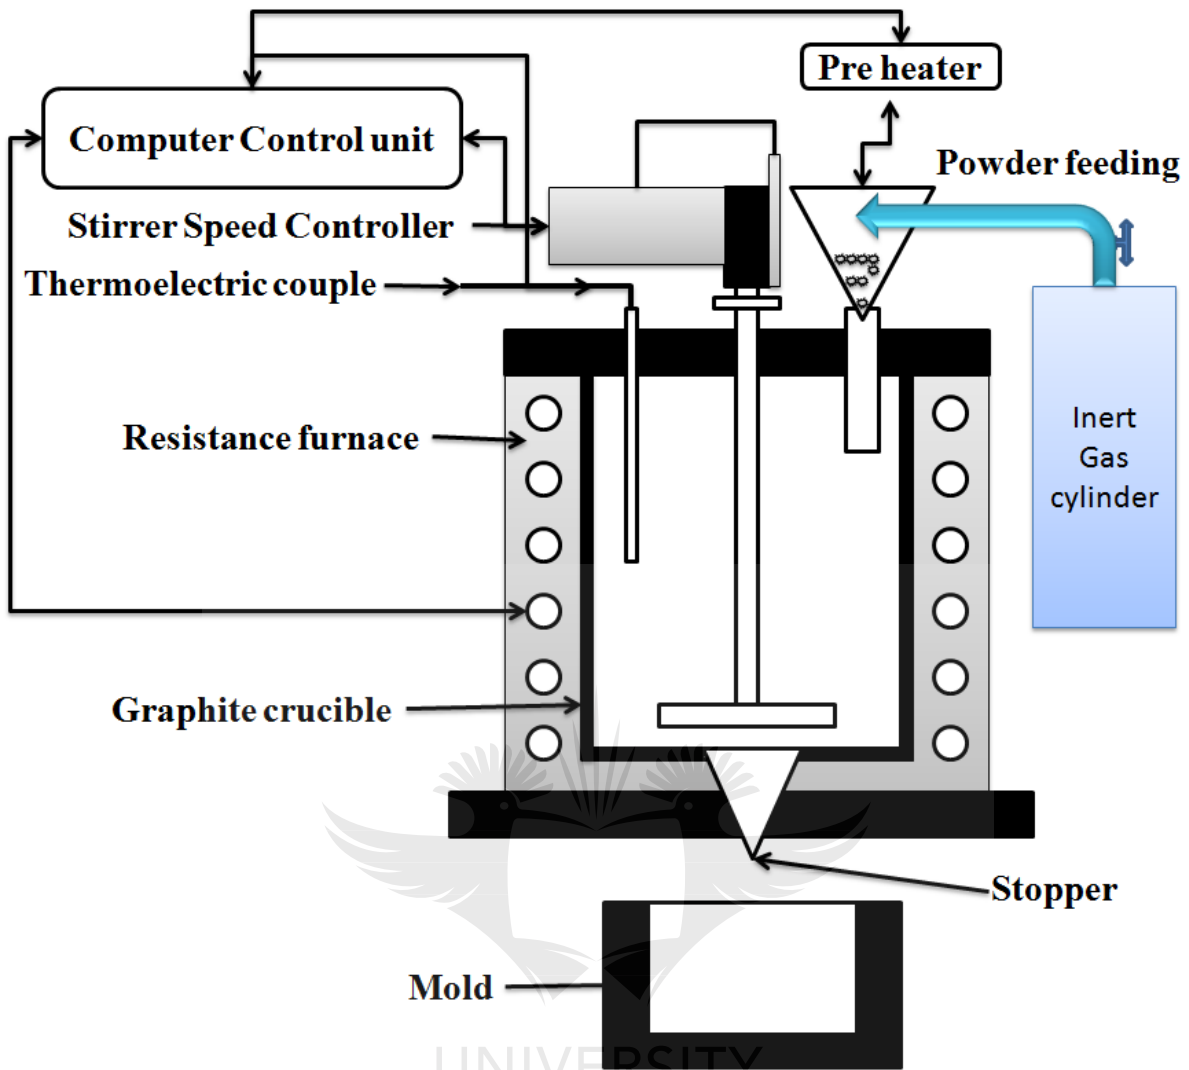 Pre heater
Computer Control unit
Powder feeding
Stirrer Speed Controller
Thermoelectric couple
Resistance furnace
Inert
Gas
cylinder
Graphite crucible
Stopper
Mold
UNIVERSITY